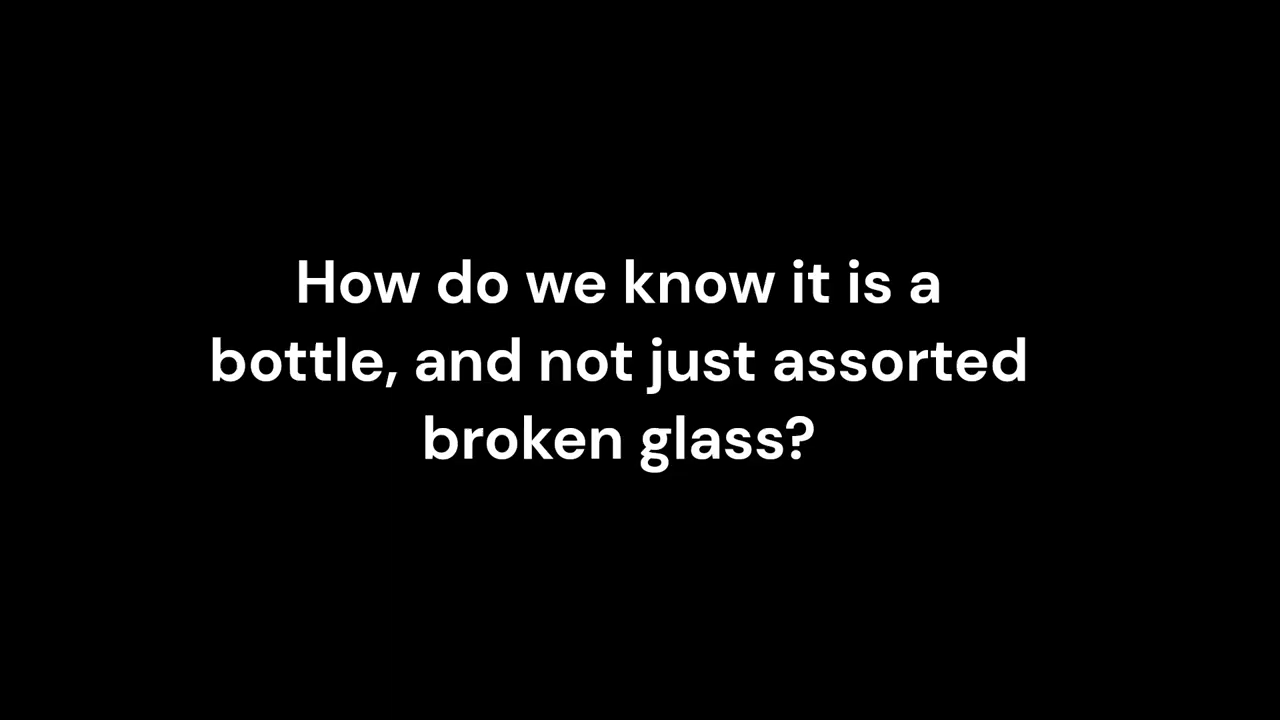 How do we know it is a
bottle, and not just assorted
broken glass?